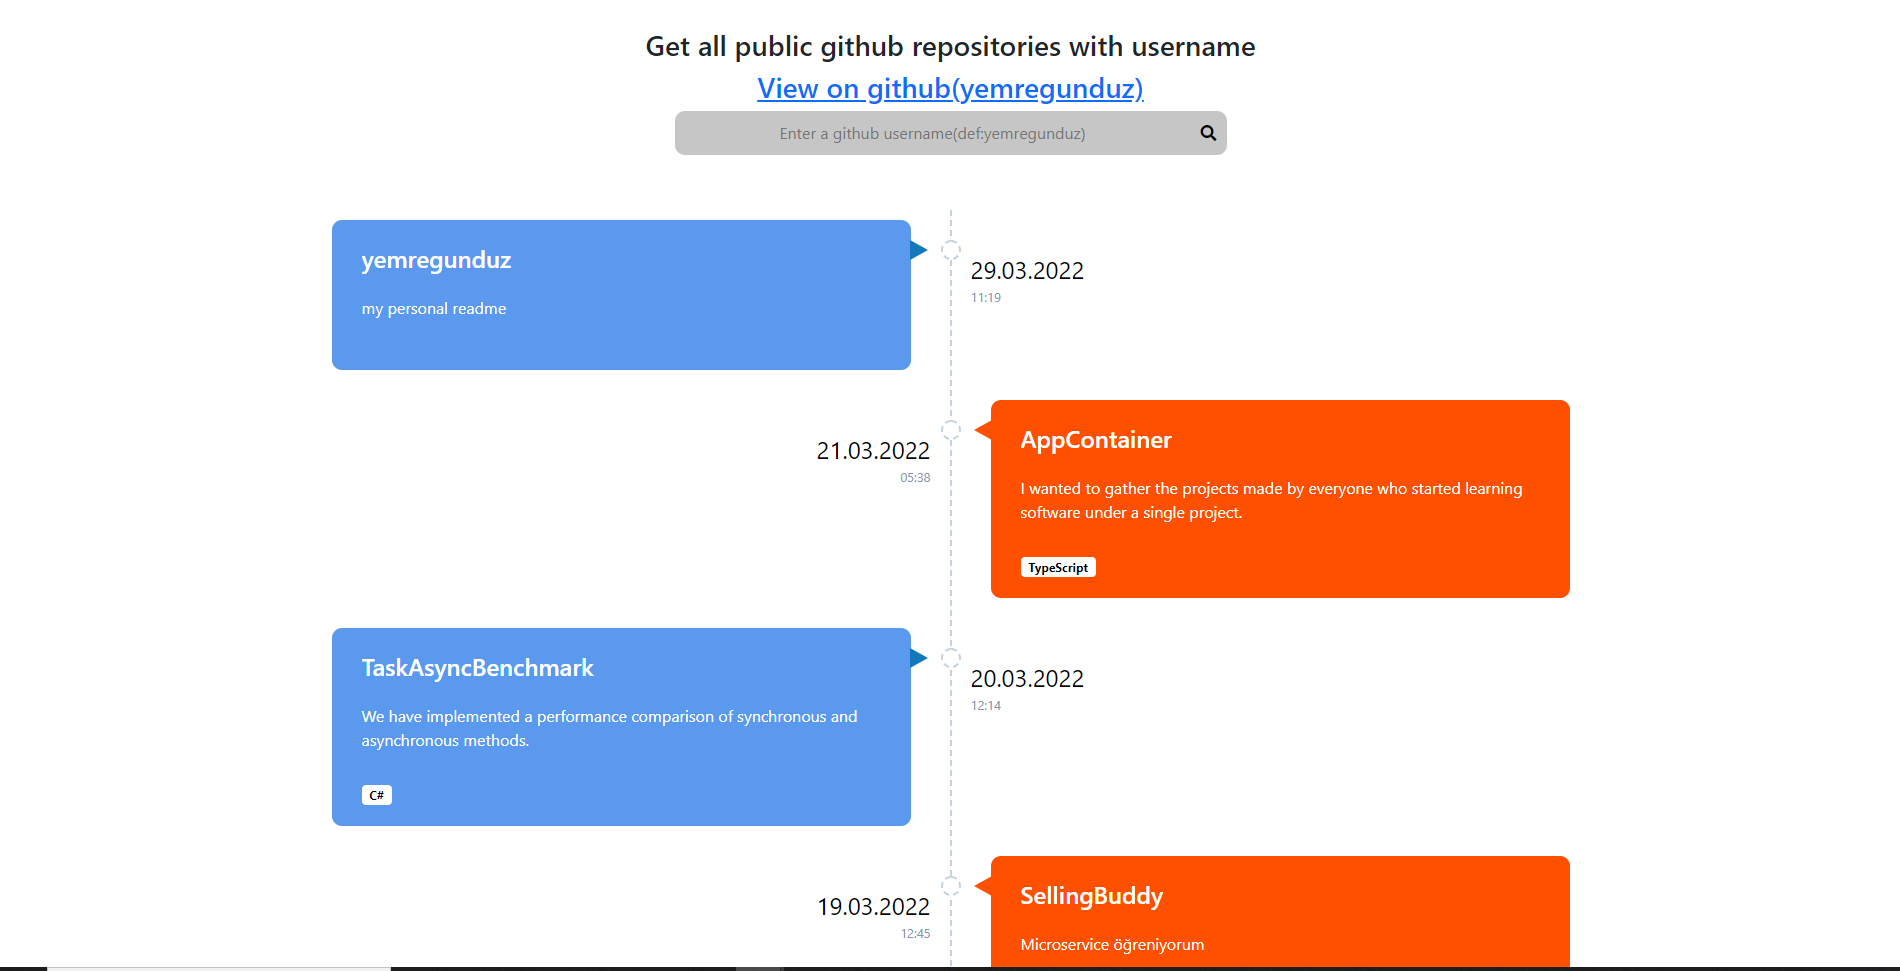 Get all public github repositories with username
View on github(yemregunduz)
Enter a github username(def:yemregunduz)
yemregunduz
my personal readme
29.03.2022
11:19
21.03.2022
05:38
AppContainer
I wanted to gather the projects made by everyone who started learning
software under a single project.
TypeScript
TaskAsyncBenchmark
We have implemented a performance comparison of synchronous and
asynchronous methods.
C#
20.03.2022
12:14
19.03.2022
12:45
SellingBuddy
Microservice öğreniyorum